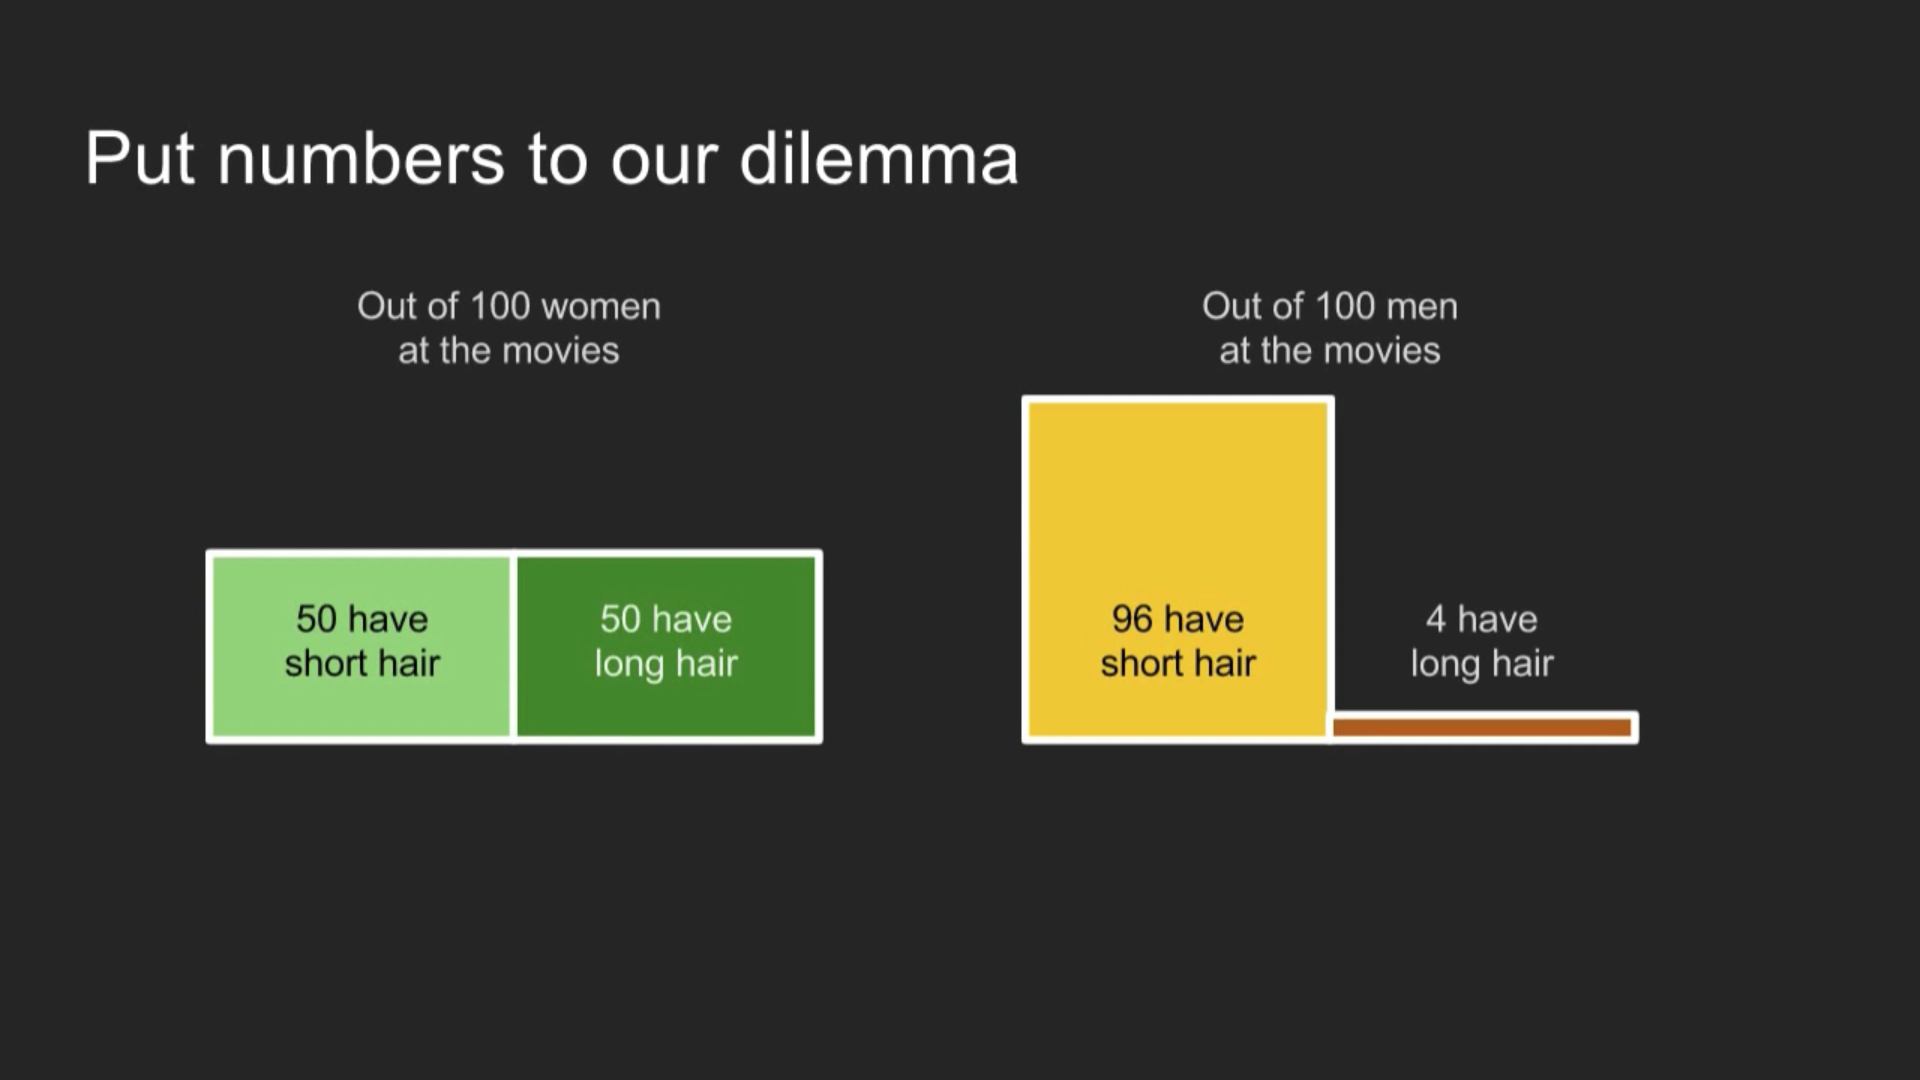 Put numbers to our dilemma
Out of 100 women
at the movies
Out of 100 men
at the movies
50 have
short hair
50 have
long hair
96 have
short hair
4 have
long hair